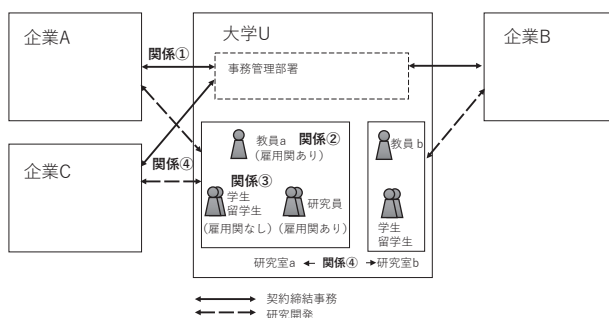 企業A
大学U
企業B
関係①
事務管理部署
企業C
関係④
教員a 関係②
(雇用関あり)
教員b
関係③
学生
留学生
研究員
(雇用関なし)
(雇用関あり)
学生
留学生
研究室a 関係④ 研究室b
契約締結事務
研究開発